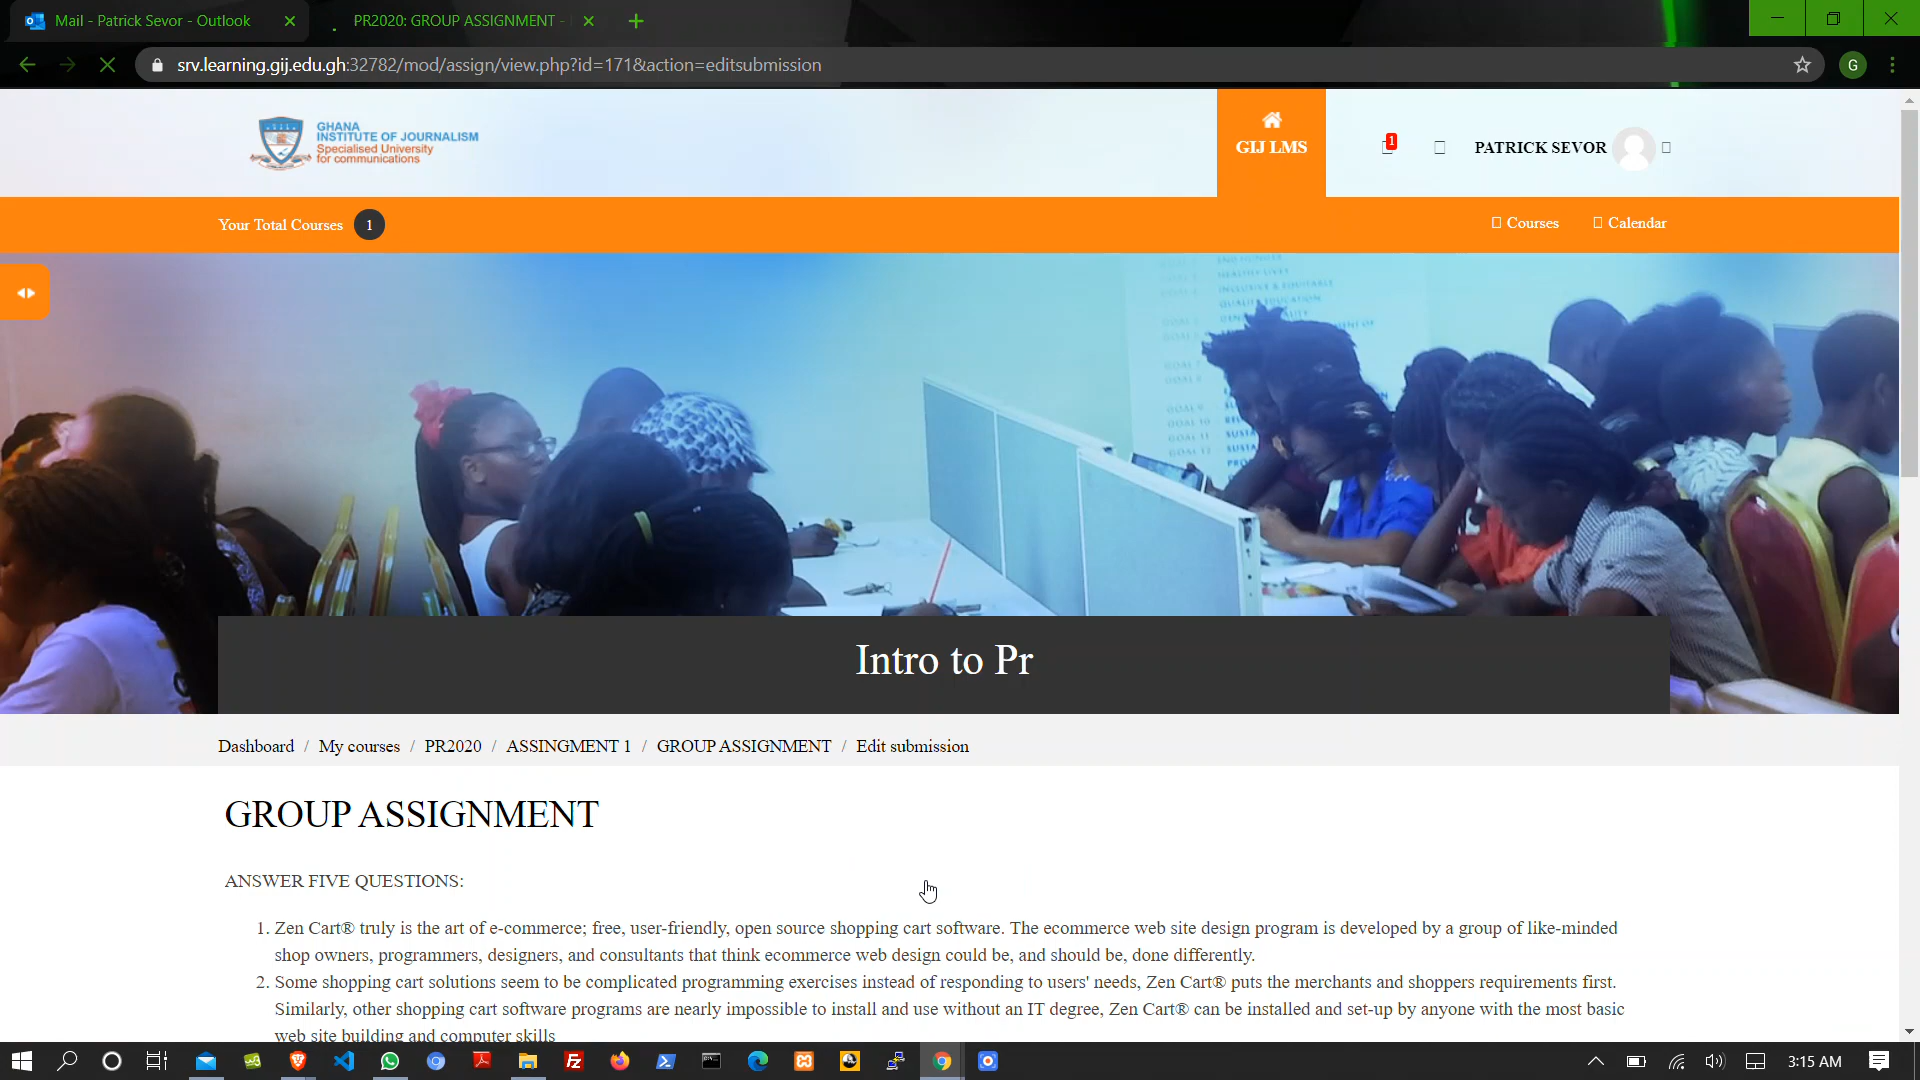 Mail - Patrick Sevor - Outlook
PR2020: GROUP ASSIGNMENT -
srv.learning.gij.edu.gh:32782/mod/assign/view.php?id=171&action=editsubmission
G
GHANA
INSTITUTE OF JOURNALISM
Specialised University
for communications
GIJ LMS
1
PATRICK SEVOR
Your Total Courses 1
Courses
Calendar
Intro to Pr
Dashboard / My courses / PR2020 / ASSINGMENT 1 / GROUP ASSIGNMENT / Edit submission
GROUP ASSIGNMENT
ANSWER FIVE QUESTIONS:
1. Zen Cart® truly is the art of e-commerce; free, user-friendly, open source shopping cart software. The ecommerce web site design program is developed by a group of like-minded
shop owners, programmers, designers, and consultants that think ecommerce web design could be, and should be, done differently.
2. Some shopping cart solutions seem to be complicated programming exercises instead of responding to users' needs, Zen Cart® puts the merchants and shoppers requirements first.
Similarly, other shopping cart software programs are nearly impossible to install and use without an IT degree, Zen Cart® can be installed and set-up by anyone with the most basic
web site building and computer skills
3:15 AM